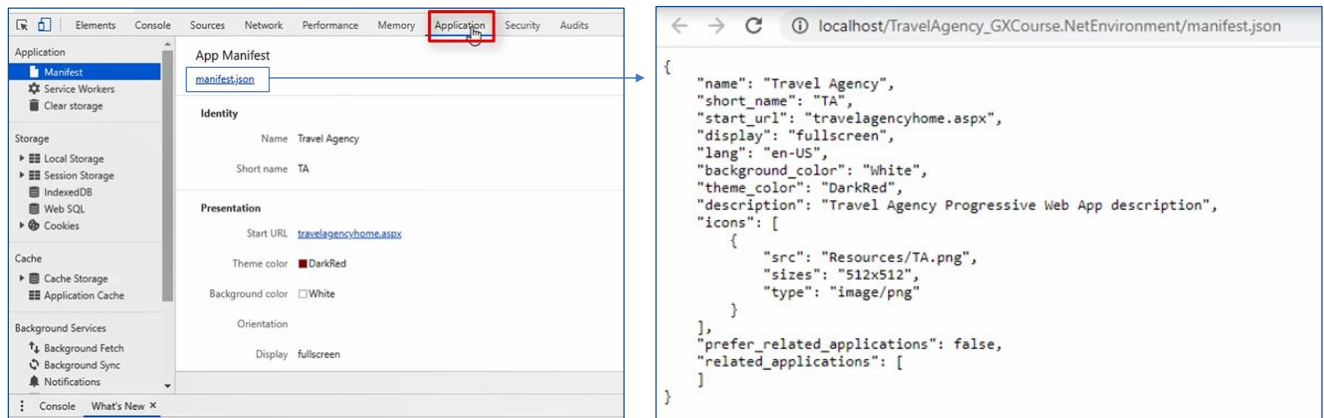 Elements Console Sources Network Performance Memory Application Security Audits
Application
Manifest
Service Workers
Clear storage
Storage
Local Storage
Session Storage
IndexedDB
Web SQL
Cookies
Cache
Cache Storage
Application Cache
Background Services
Background Fetch
Background Sync
Notifications
App Manifest
manifest.json
Identity
Name Travel Agency
Short name TA
Presentation
Start URL travelagencyhome.aspx
Theme color DarkRed
Background color White
Orientation
Display fullscreen
Console What's New ×
localhost/TravelAgency_GXCourse.NetEnvironment/manifest.json
{
"name": "Travel Agency",
"short_name": "TA",
"start_url": "travelagencyhome.aspx",
"display": "fullscreen",
"lang": "en-US",
"background_color": "White",
"theme_color": "DarkRed",
"description": "Travel Agency Progressive Web App description",
"icons": [
{
"src": "Resources/TA.png",
"sizes": "512x512",
"type": "image/png"
}
],
"prefer_related_applications": false,
"related_applications": [
]
}